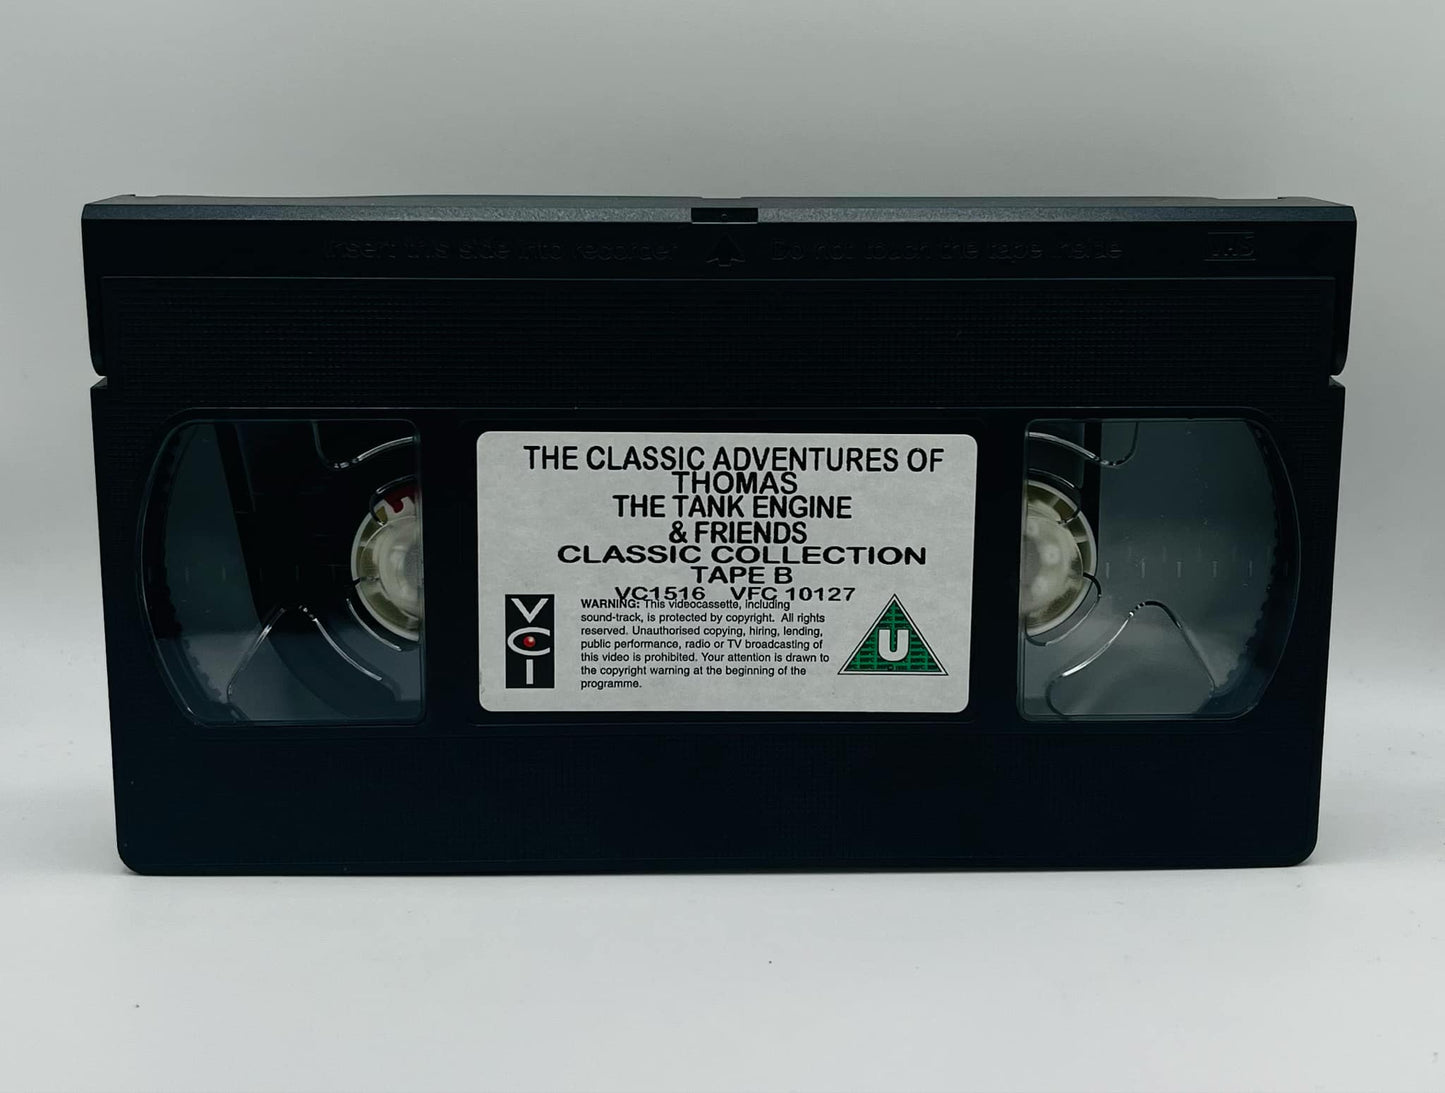 Insert this side into recorder Do not touch the tape inside VHS
THE CLASSIC ADVENTURES OF
THOMAS
THE TANK ENGINE
& FRIENDS
CLASSIC COLLECTION
TAPE B
VC1516 VFC 10127
VCI
WARNING: This videocassette, including
sound-track, is protected by copyright. All rights
reserved. Unauthorised copying, hiring, lending,
public performance, radio or TV broadcasting of
this video is prohibited. Your attention is drawn to
the copyright warning at the beginning of the
programme.
U